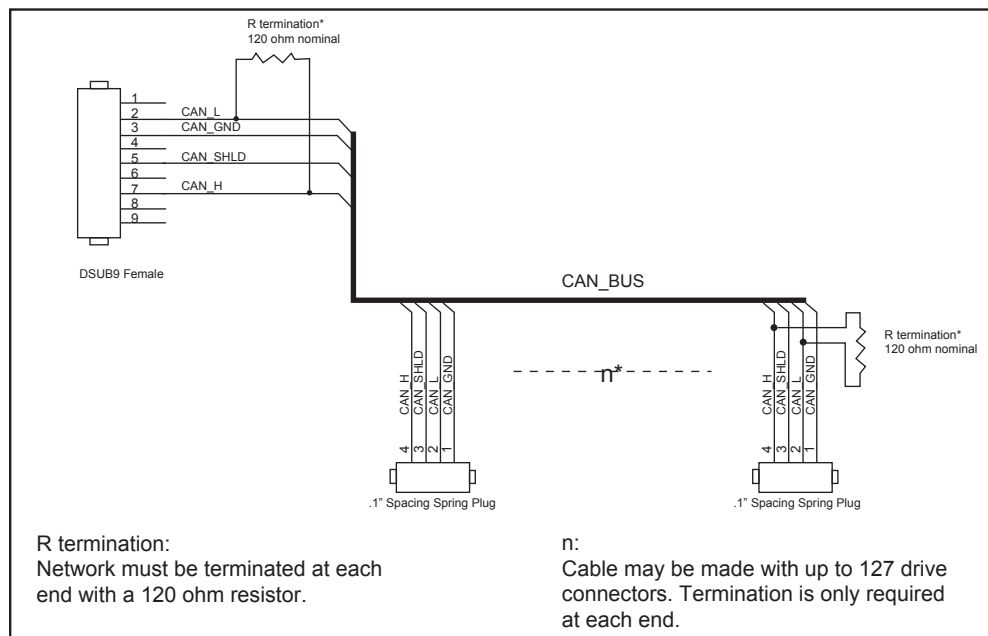 R termination*
120 ohm nominal
1
2
3
4
5
6
7
8
9
CAN_L
CAN_GND
CAN_SHLD
CAN_H
DSUB9 Female
CAN_BUS
R termination*
120 ohm nominal
n*
CAN_H
CAN_SHLD
CAN_L
CAN_GND
4
3
2
1
.1" Spacing Spring Plug
CAN_H
CAN_SHLD
CAN_L
CAN_GND
4
3
2
1
.1" Spacing Spring Plug
R termination:
Network must be terminated at each
end with a 120 ohm resistor.
n:
Cable may be made with up to 127 drive
connectors. Termination is only required
at each end.